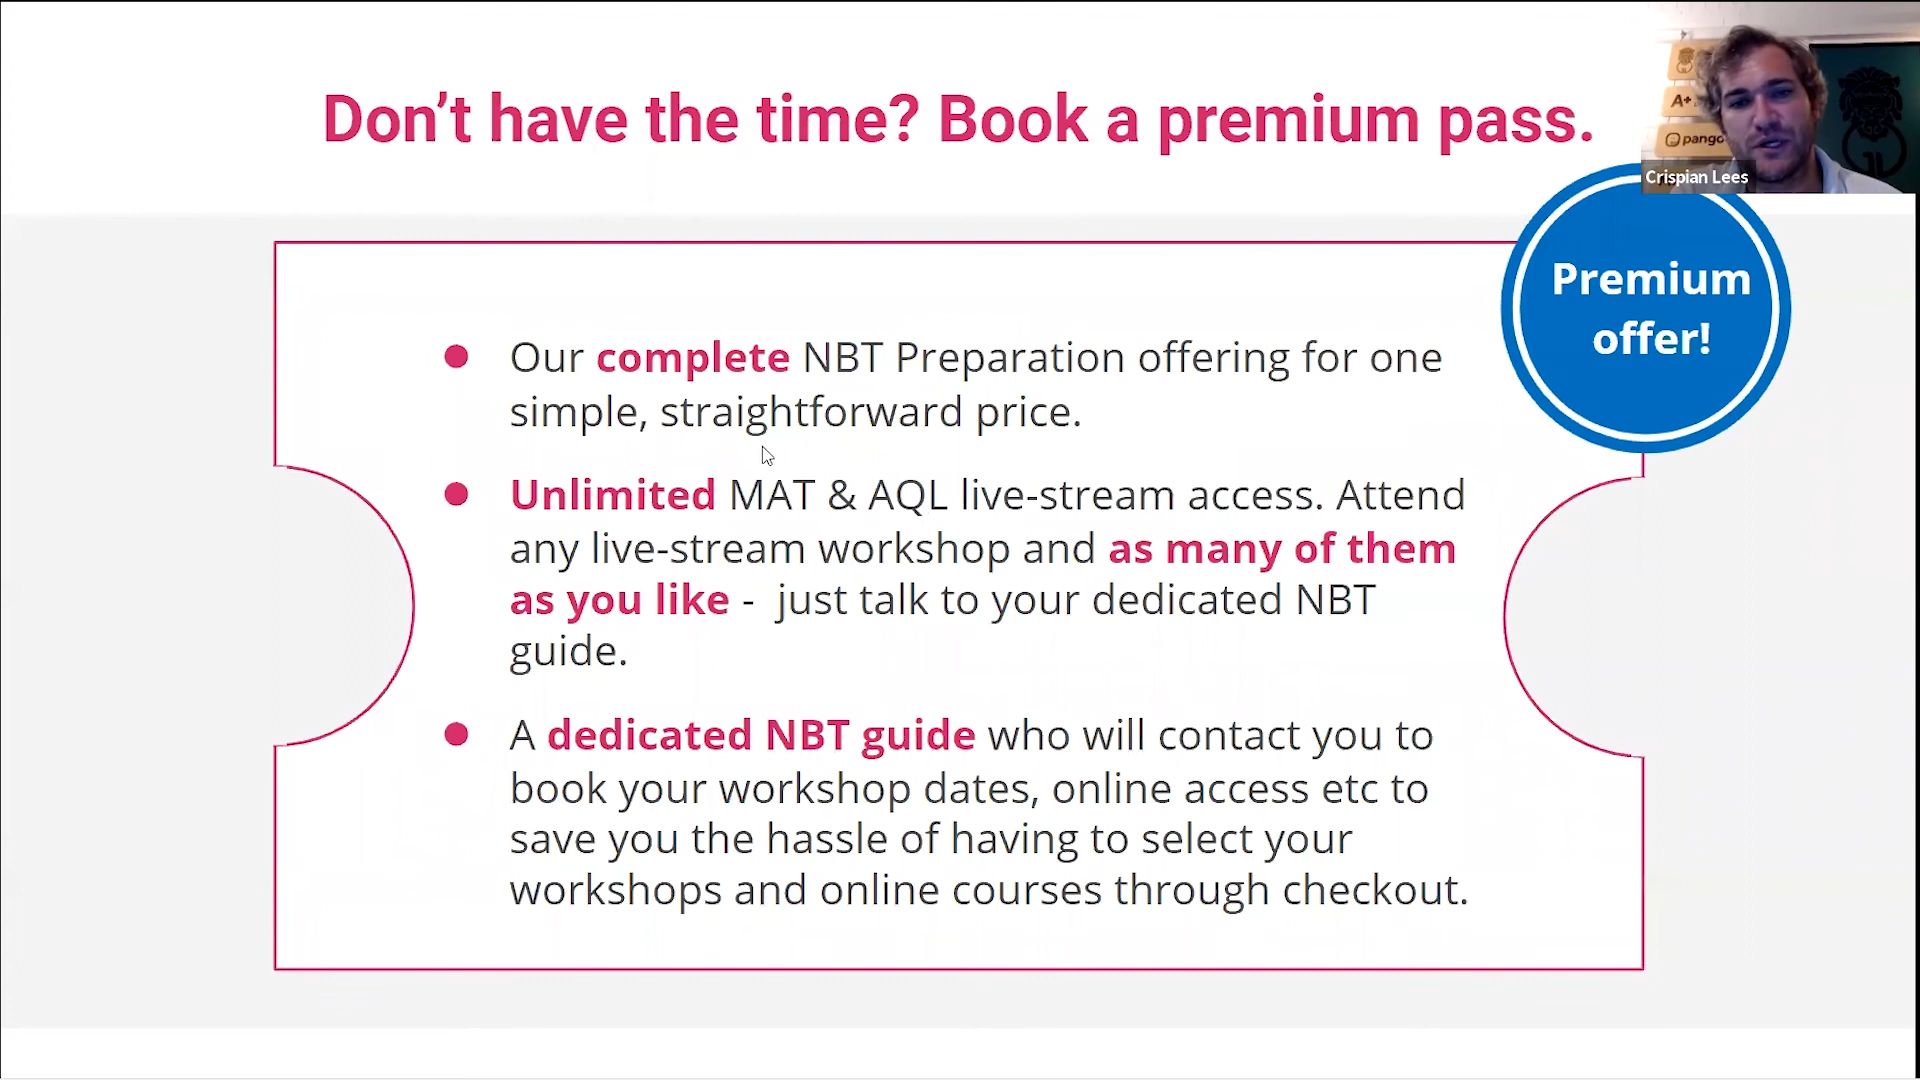 Don't have the time? Book a premium pass.
A+
pango
Crispian Lees
Premium
offer!
● Our complete NBT Preparation offering for one
simple, straightforward price.
● Unlimited MAT & AQL live-stream access. Attend
any live-stream workshop and as many of them
as you like - just talk to your dedicated NBT
guide.
● A dedicated NBT guide who will contact you to
book your workshop dates, online access etc to
save you the hassle of having to select your
workshops and online courses through checkout.